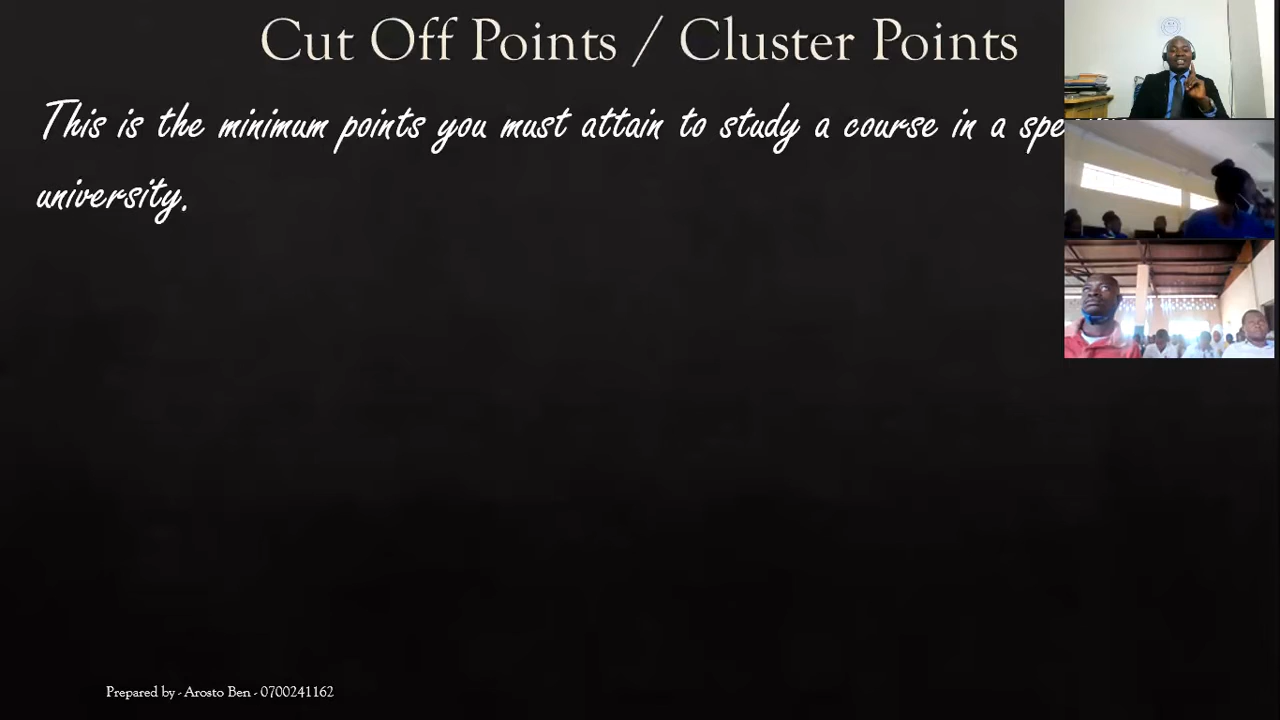 Cut Off Points / Cluster Points
This is the minimum points you must attain to study a course in a
university.
Prepared by - Arosto Ben - 0700241162